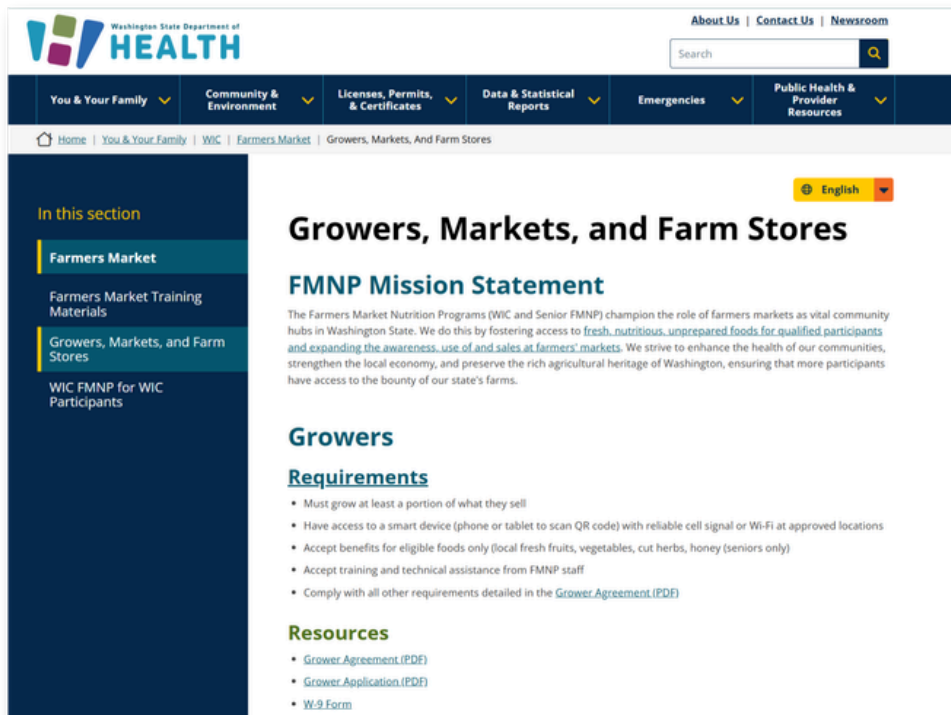 Washington State Department of
HEALTH
About Us | Contact Us | Newsroom
Search
You & Your Family
Community &
Environment
Licenses, Permits,
& Certificates
Data & Statistical
Reports
Emergencies
Public Health &
Provider
Resources
Home | You & Your Family | WIC | Farmers Market | Growers, Markets, And Farm Stores
In this section
Farmers Market
Farmers Market Training
Materials
Growers, Markets, and Farm
Stores
WIC FMNP for WIC
Participants
English
Growers, Markets, and Farm Stores
FMNP Mission Statement
The Farmers Market Nutrition Programs (WIC and Senior FMNP) champion the role of farmers markets as vital community
hubs in Washington State. We do this by fostering access to fresh, nutritious, unprepared foods for qualified participants
and expanding the awareness, use of and sales at farmers' markets. We strive to enhance the health of our communities,
strengthen the local economy, and preserve the rich agricultural heritage of Washington, ensuring that more participants
have access to the bounty of our state's farms.
Growers
Requirements
• Must grow at least a portion of what they sell
• Have access to a smart device (phone or tablet to scan QR code) with reliable cell signal or Wi-Fi at approved locations
• Accept benefits for eligible foods only (local fresh fruits, vegetables, cut herbs, honey (seniors only)
• Accept training and technical assistance from FMNP staff
• Comply with all other requirements detailed in the Grower Agreement (PDF)
Resources
• Grower Agreement (PDF)
• Grower Application (PDF)
• W-9 Form